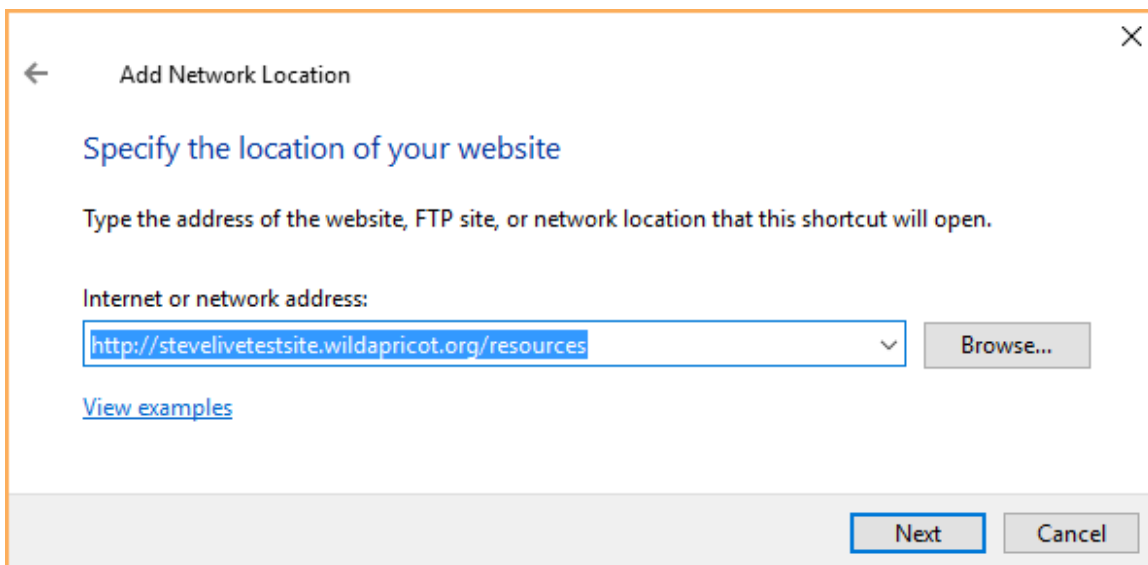 Add Network Location
Specify the location of your website
Type the address of the website, FTP site, or network location that this shortcut will open.
Internet or network address:
http://stevelivetestsite.wildapricot.org/resources
Browse...
View examples
Next
Cancel